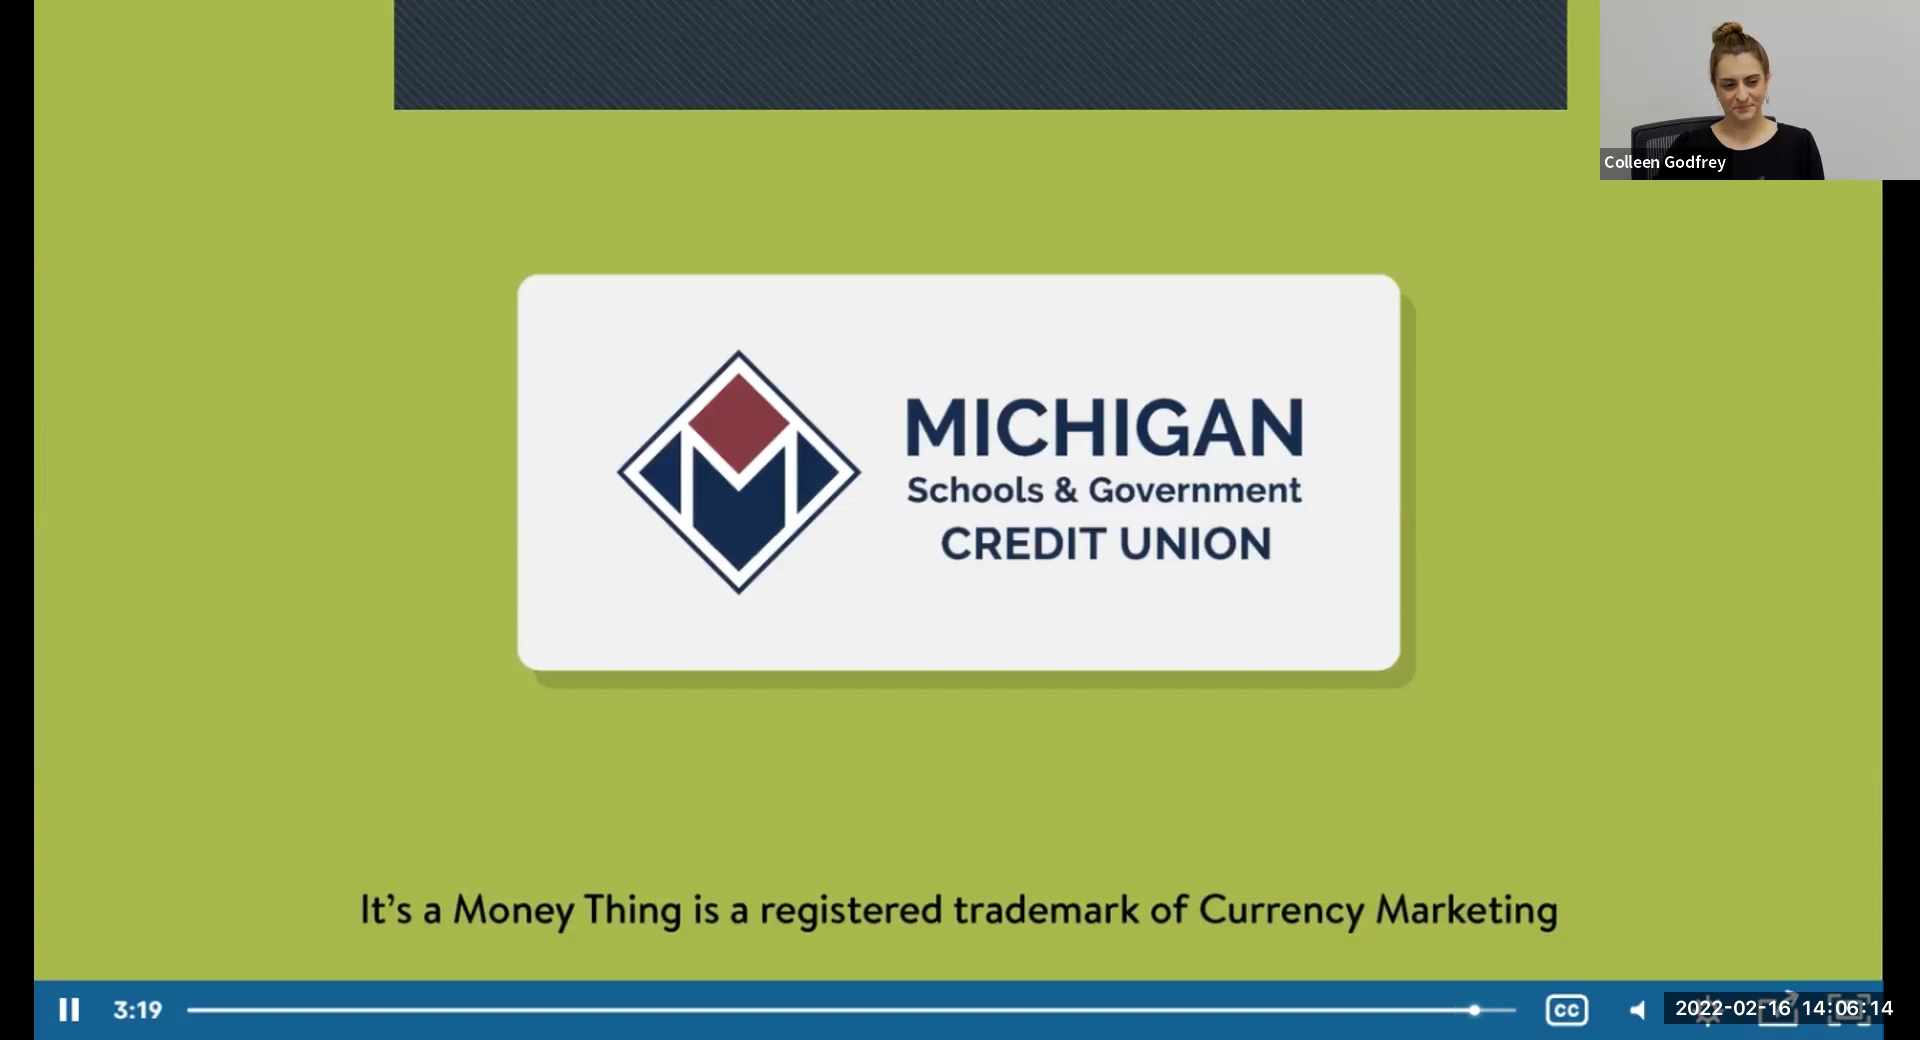 Colleen Godfrey
MICHIGAN
Schools & Government
CREDIT UNION
It's a Money Thing is a registered trademark of Currency Marketing
3:19
CC
2022-02-16 14:06:14